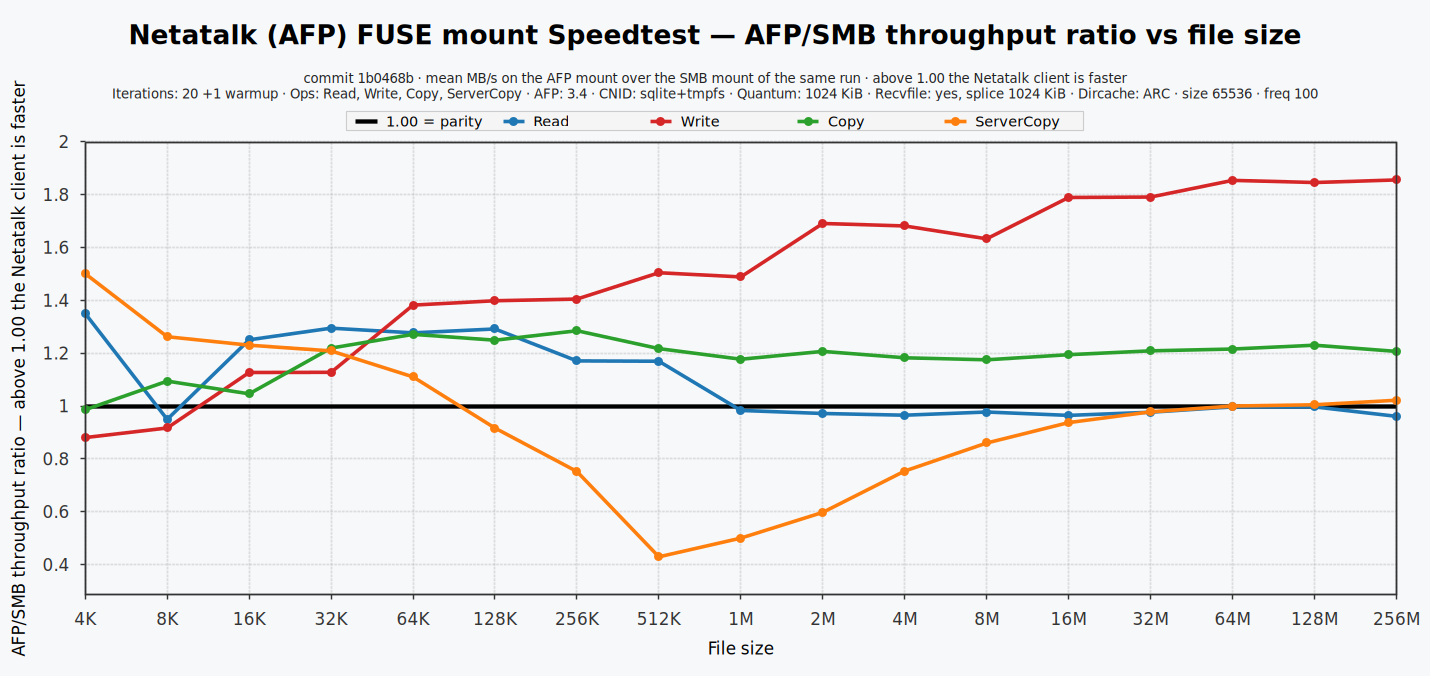 Netatalk (AFP) FUSE mount Speedtest — AFP/SMB throughput ratio vs file size
commit 1b0468b · mean MB/s on the AFP mount over the SMB mount of the same run · above 1.00 the Netatalk client is faster
Iterations: 20 +1 warmup · Ops: Read, Write, Copy, ServerCopy · AFP: 3.4 · CNID: sqlite+tmpfs · Quantum: 1024 KiB · Recvfile: yes, splice 1024 KiB · Dircache: ARC · size 65536 · freq 100
1.00 = parity Read Write Copy ServerCopy
AFP/SMB throughput ratio — above 1.00 the Netatalk client is faster
2
1.8
1.6
1.4
1.2
1
0.8
0.6
0.4
4K 8K 16K 32K 64K 128K 256K 512K 1M 2M 4M 8M 16M 32M 64M 128M 256M
File size